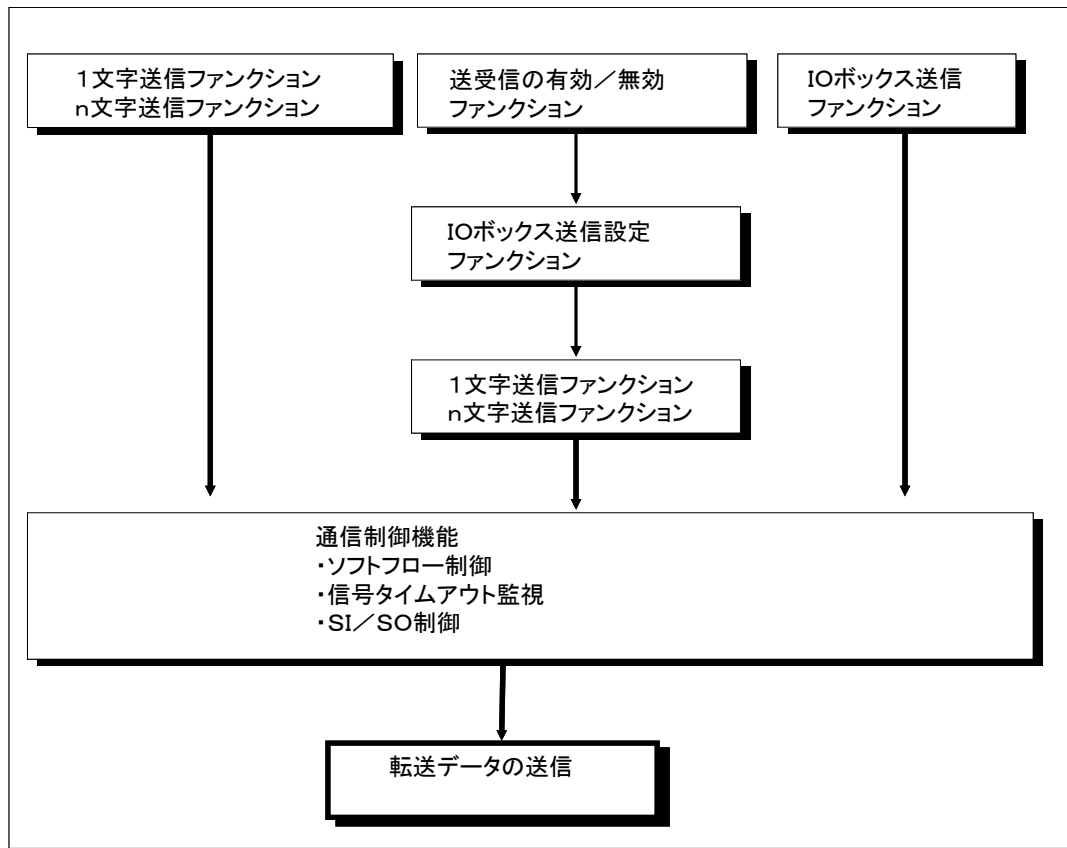 １文字送信ファンクション
ｎ文字送信ファンクション
送受信の有効／無効
ファンクション
IOボックス送信
ファンクション
IOボックス送信設定
ファンクション
１文字送信ファンクション
ｎ文字送信ファンクション
通信制御機能
・ソフトフロー制御
・信号タイムアウト監視
・SI／SO制御
転送データの送信